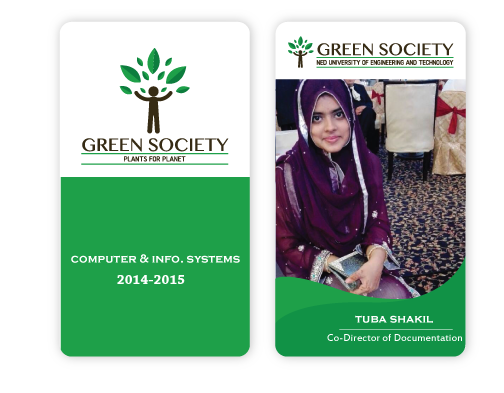 GREEN SOCIETY
PLANTS FOR PLANET
COMPUTER & INFO. SYSTEMS
2014-2015
GREEN SOCIETY
NED UNIVERSITY OF ENGINEERING AND TECHNOLOGY
TUBA SHAKIL
Co-Director of Documentation